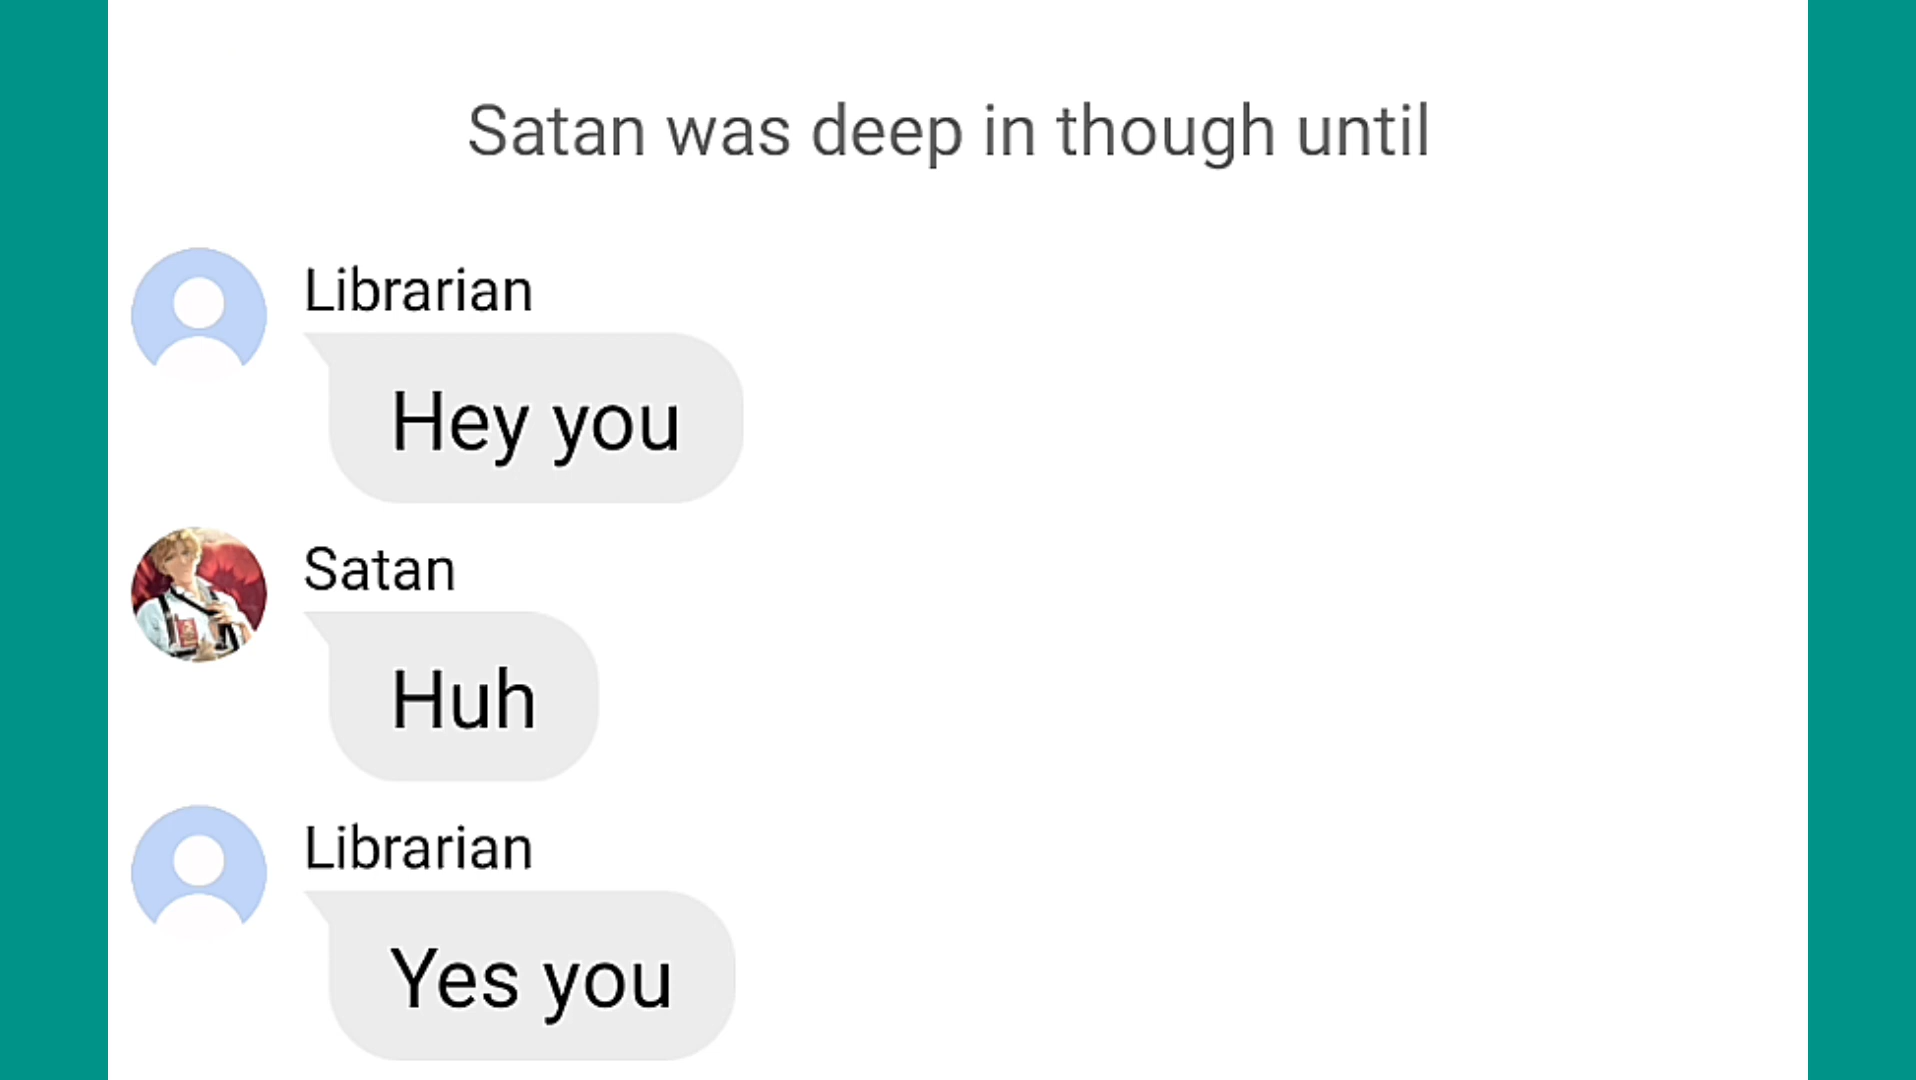 Satan was deep in though until
Librarian
Hey you
Satan
Huh
Librarian
Yes you